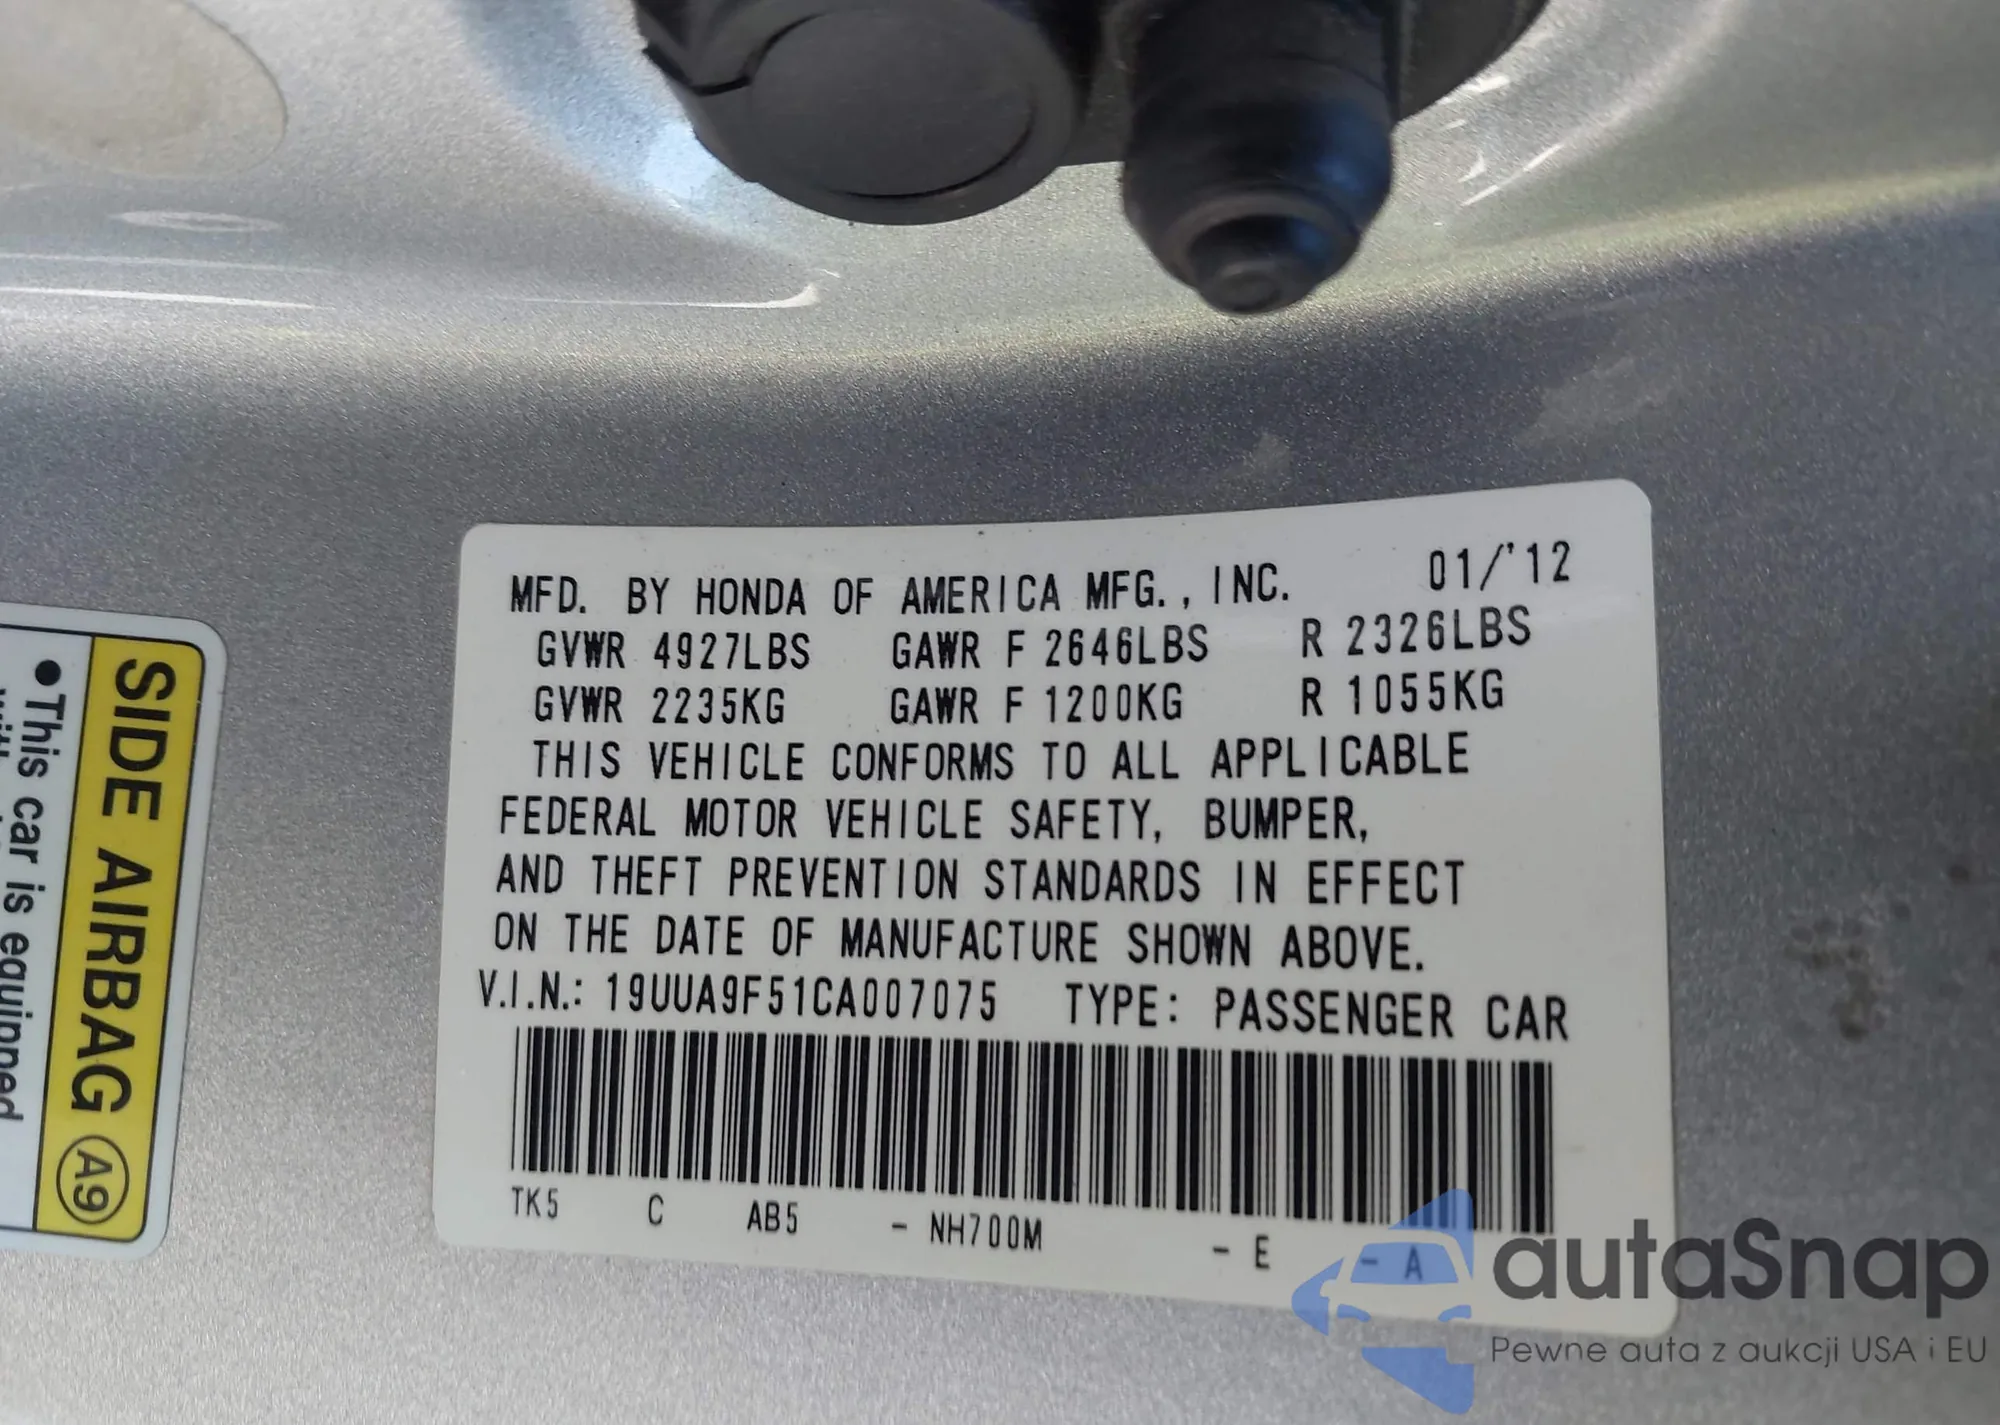 MFD. BY HONDA OF AMERICA MFG., INC. 01/'12
GVWR 4927LBS GAWR F 2646LBS R 2326LBS
GVWR 2235KG GAWR F 1200KG R 1055KG
THIS VEHICLE CONFORMS TO ALL APPLICABLE
FEDERAL MOTOR VEHICLE SAFETY, BUMPER,
AND THEFT PREVENTION STANDARDS IN EFFECT
ON THE DATE OF MANUFACTURE SHOWN ABOVE.
V.I.N.: 19UUA9F51CA007075 TYPE: PASSENGER CAR
TK5 C AB5 - NH700M - E - A
SIDE AIRBAG A9
•This car is equipped
autaSnap
Pewne auta z aukcji USA i EU